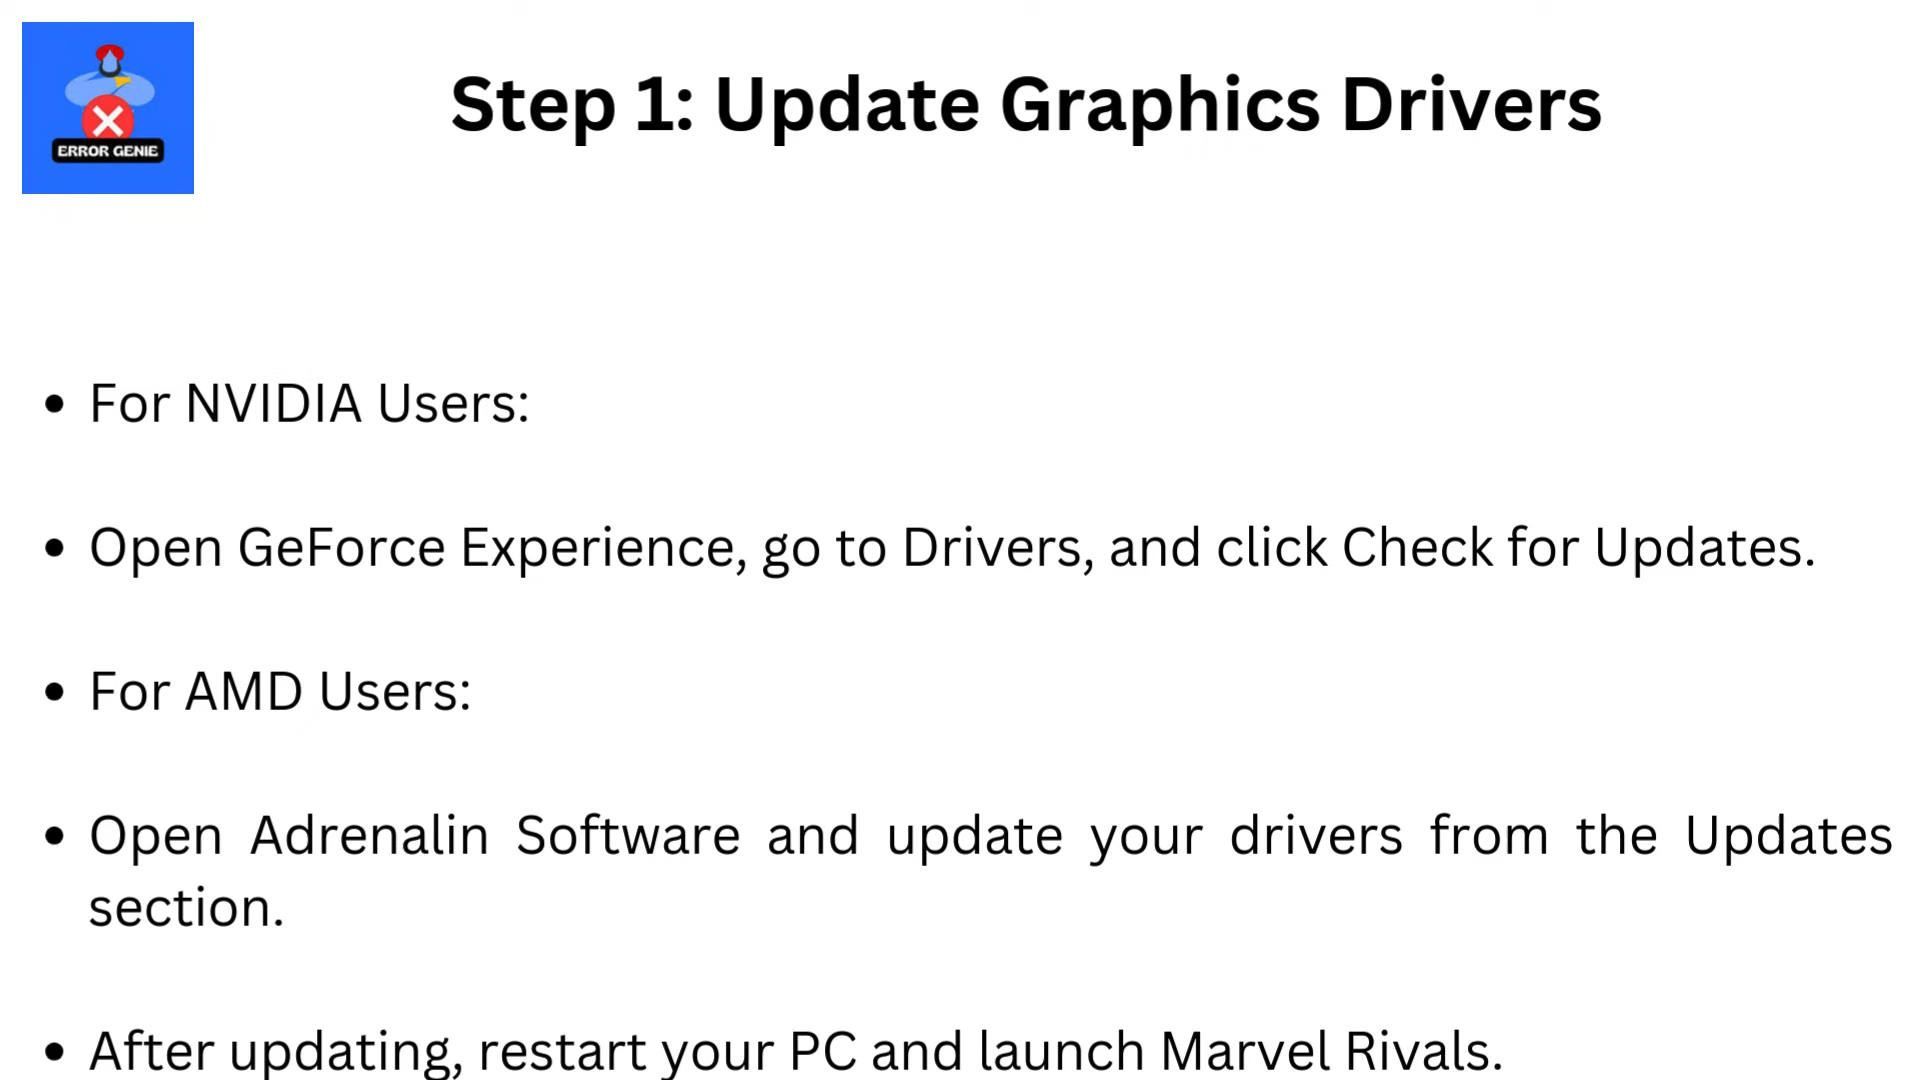 ERROR GENIE
Step 1: Update Graphics Drivers
• For NVIDIA Users:
• Open GeForce Experience, go to Drivers, and click Check for Updates.
• For AMD Users:
• Open Adrenalin Software and update your drivers from the Updates
section.
• After updating, restart your PC and launch Marvel Rivals.